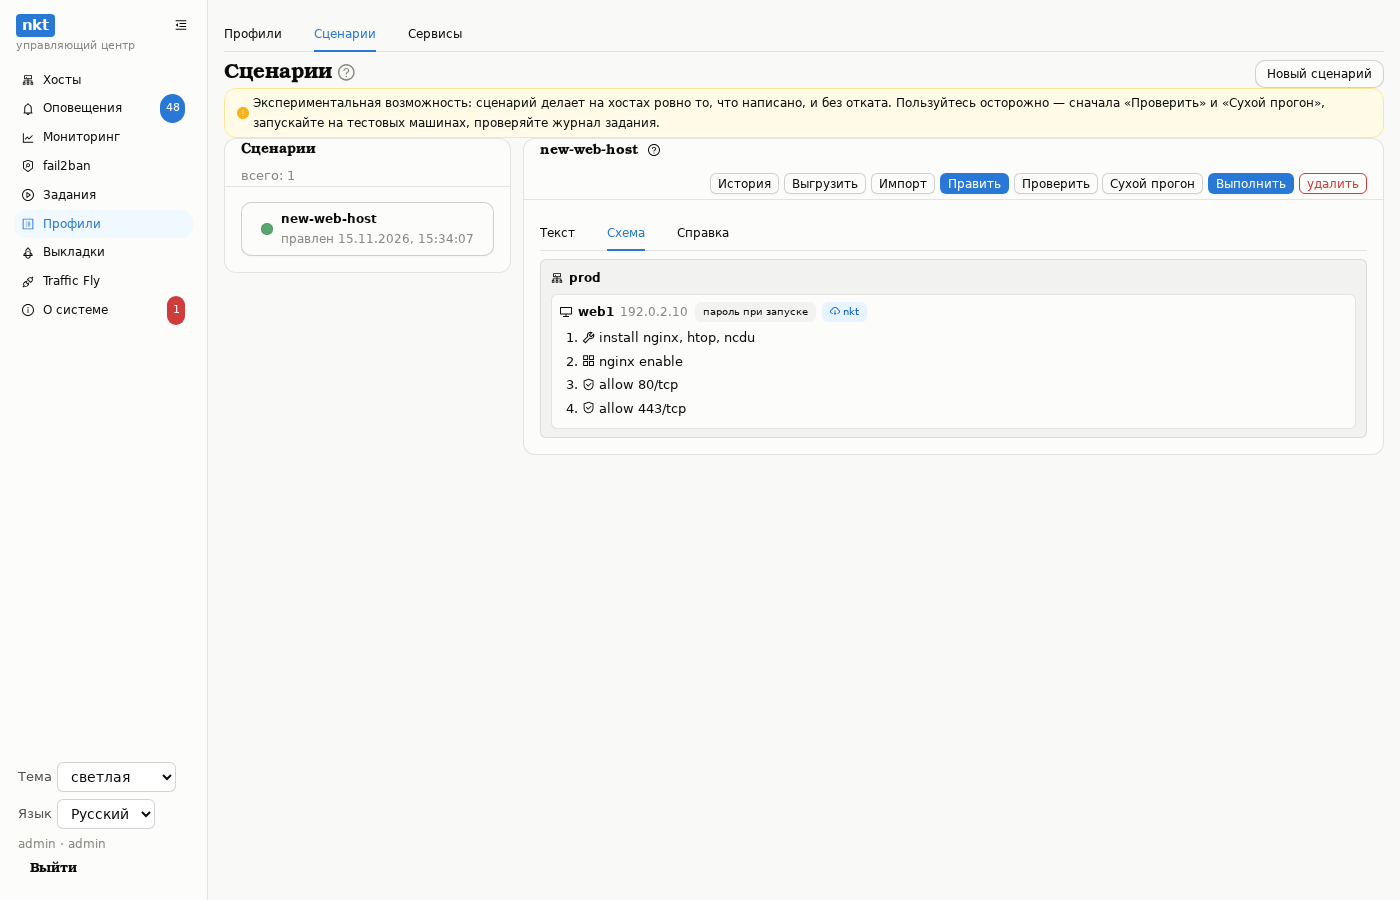 nkt
управляющий центр
Хосты
Оповещения 48
Мониторинг
fail2ban
Задания
Профили
Выкладки
Traffic Fly
О системе 1
Тема светлая
Язык Русский
admin · admin
Выйти
Профили Сценарии Сервисы
Сценарии ?
Новый сценарий
Экспериментальная возможность: сценарий делает на хостах ровно то, что написано, и без отката. Пользуйтесь осторожно — сначала «Проверить» и «Сухой прогон»,
запускайте на тестовых машинах, проверяйте журнал задания.
Сценарии
всего: 1
new-web-host
правлен 15.11.2026, 15:34:07
new-web-host ?
История Выгрузить Импорт Править Проверить Сухой прогон Выполнить удалить
Текст Схема Справка
prod
web1 192.0.2.10 пароль при запуске nkt
1. install nginx, htop, ncdu
2. nginx enable
3. allow 80/tcp
4. allow 443/tcp